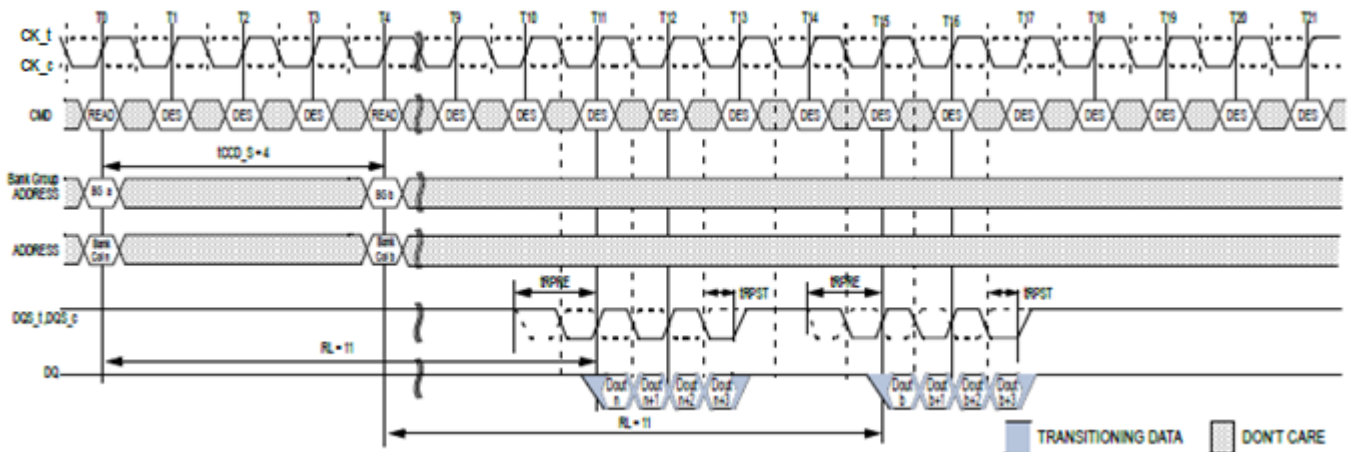 T0 T1 T2 T3 T4 T9 T10 T11 T12 T13 T14 T15 T16 T17 T18 T19 T20 T21
CK_t
CK_c
CMD READ DES DES DES READ DES DES DES DES DES DES DES DES DES DES DES DES DES
tCCD_S = 4
Bank Group
ADDRESS BG a BG b
ADDRESS Bank
Col n Bank
Col b
tRPRE tRPST tRPRE tRPST
DQS_t,DQS_c
RL = 11
DQ
Dout
n Dout
n+1 Dout
n+2 Dout
n+3 Dout
b Dout
b+1 Dout
b+2 Dout
b+3
RL = 11
TRANSITIONING DATA DON'T CARE